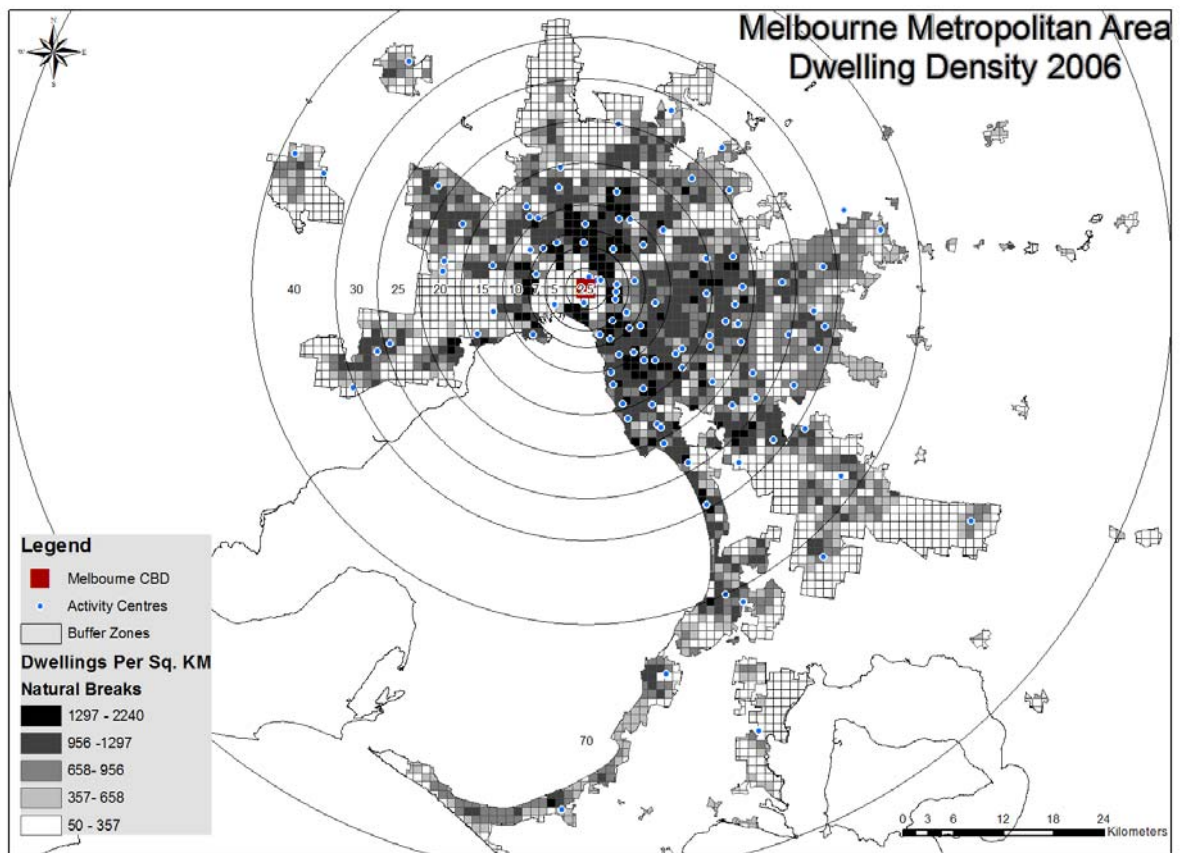 Melbourne Metropolitan Area
Dwelling Density 2006
N
W
E
S
40
30
25
20
15
10
7
5
2.5
70
Legend
Melbourne CBD
Activity Centres
Buffer Zones
Dwellings Per Sq. KM
Natural Breaks
1297 - 2240
956 -1297
658- 956
357- 658
50 - 357
0 3 6 12 18 24
Kilometers